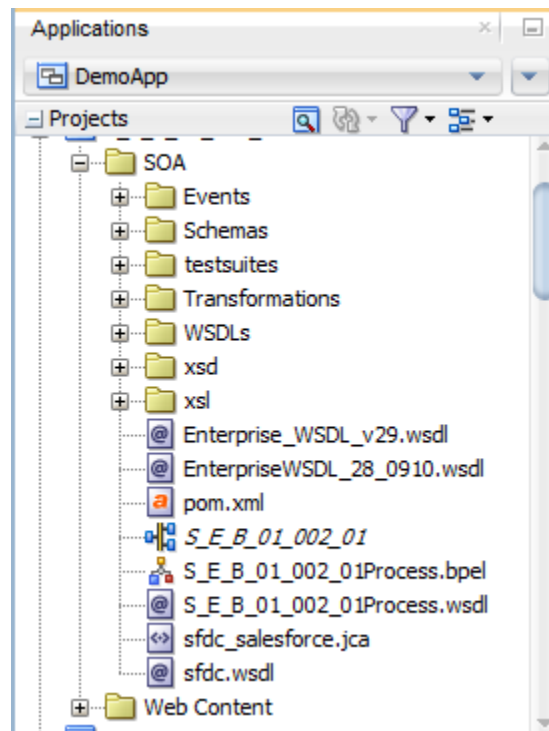 Applications
DemoApp
Projects
SOA
Events
Schemas
testsuites
Transformations
WSDLs
xsd
xsl
Enterprise_WSDL_v29.wsdl
EnterpriseWSDL_28_0910.wsdl
pom.xml
S_E_B_01_002_01
S_E_B_01_002_01Process.bpel
S_E_B_01_002_01Process.wsdl
sfdc_salesforce.jca
sfdc.wsdl
Web Content